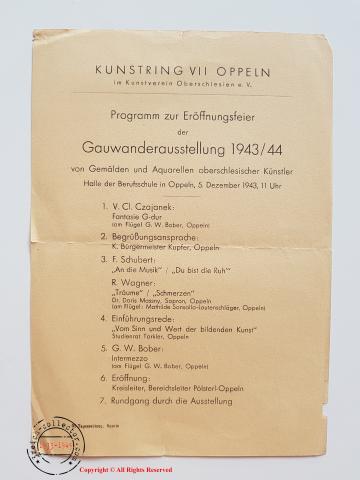 KUNSTRING VII OPPELN
im Kunstverein Oberschlesien e. V.
Programm zur Eröffnungsfeier
der
Gauwanderausstellung 1943/44
von Gemälden und Aquarellen oberschlesischer Künstler
Halle der Berufsschule in Oppeln, 5. Dezember 1943, 11 Uhr
1. V. Cl. Czajanek:
Fantasie G-dur
(am Flügel G. W. Bober, Oppeln)
2. Begrüßungsansprache:
K. Bürgermeister Kupfer, Oppeln
3. F. Schubert:
„An die Musik" / „Du bist die Ruh"
R. Wagner:
„Träume" / „Schmerzen"
Dr. Doris Masiny, Sopran, Oppeln
(am Flügel: Mathilde Lautenschläger, Oppeln)
4. Einführungsrede:
„Vom Sinn und Wert der bildenden Kunst"
Studienrat Oppeln
5. G. W. Bober:
Intermezzo
(am Flügel G. W. Bober, Oppeln)
6. Eröffnung:
Kreisleiter, Bereichsleiter Pölsterl-Oppeln
7. Rundgang durch die Ausstellung
Copyright © All Rights Reserved